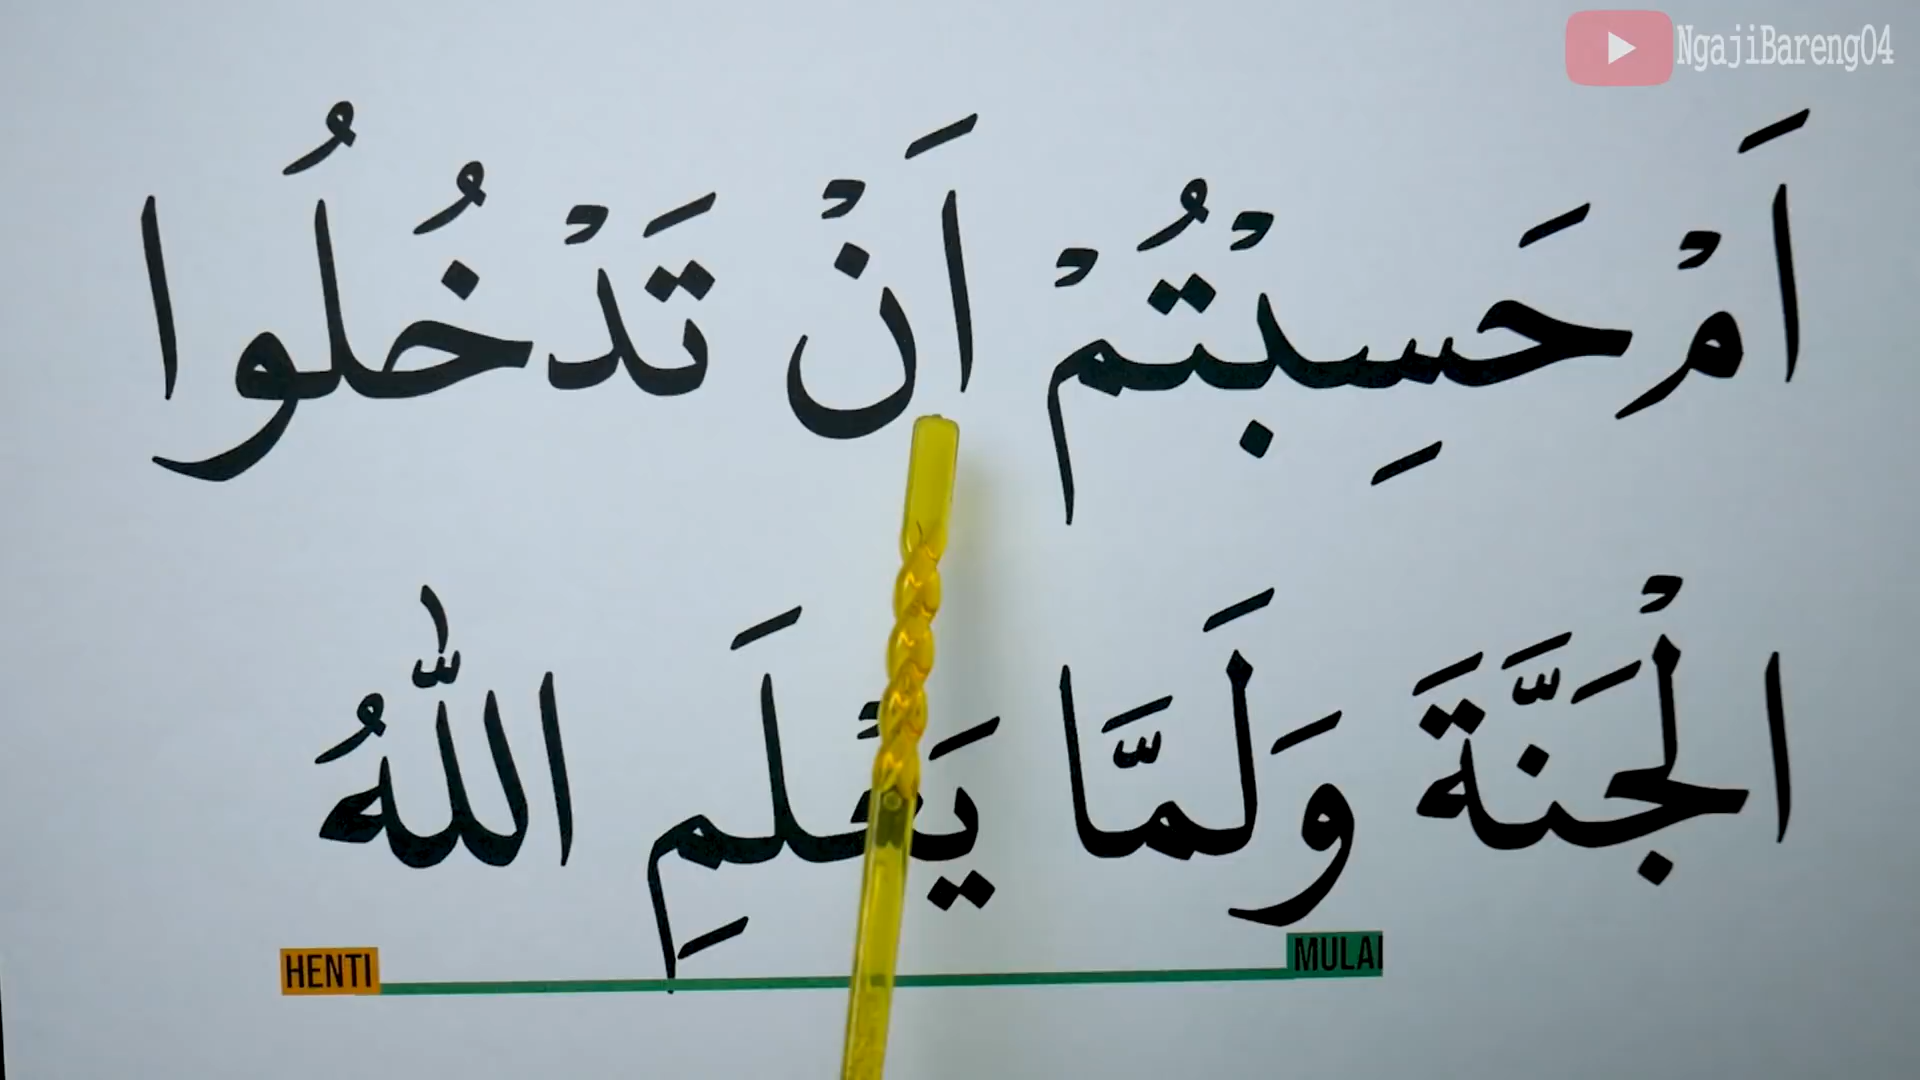 NgajiBareng04
اَمْ حَسِبْتُمْ اَنْ تَدْخُلُوا
الْجَنَّةَ وَلَمَّا يَعْلَمِ اللّٰهُ
HENTI MULAI